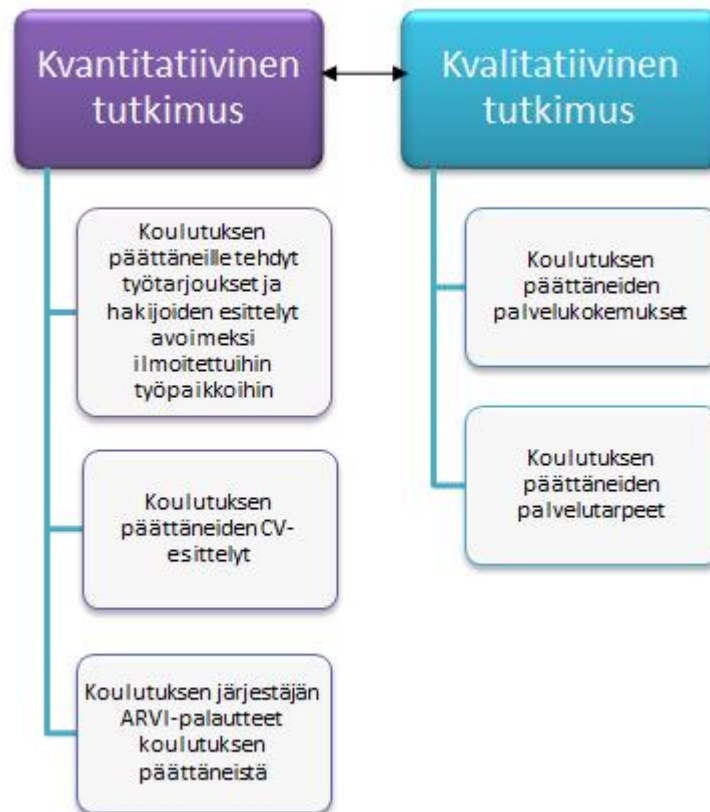 Kvantitatiivinen
tutkimus
Koulutuksen
päättäneille tehdyt
työtarjoukset ja
hakijoiden esittelyt
avoimeksi
ilmoitettuihin
työpaikkoihin
Koulutuksen
päättäneiden CV-
esittelyt
Koulutuksen järjestäjän
ARVI-palautteet
koulutuksen
päättäneistä
Kvalitatiivinen
tutkimus
Koulutuksen
päättäneiden
palvelukokemukset
Koulutuksen
päättäneiden
palvelutarpeet